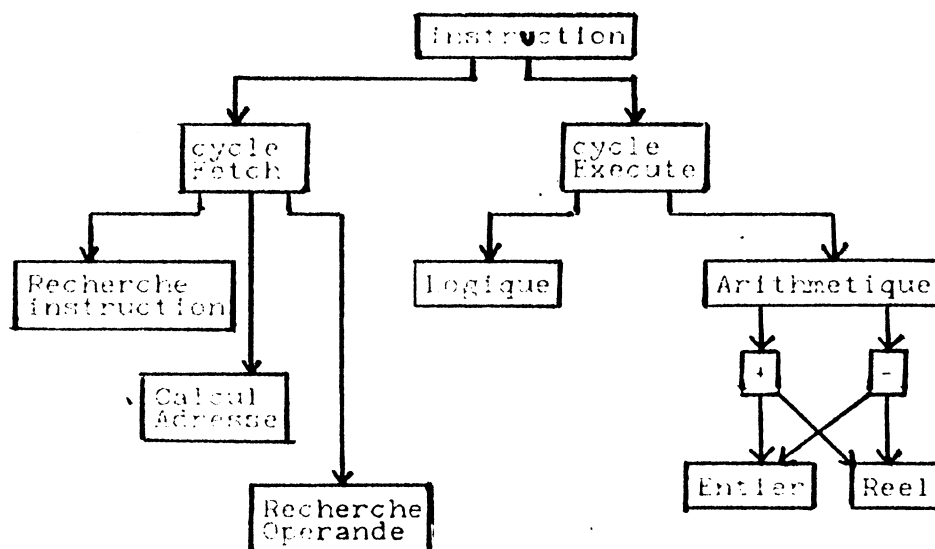 Instruction
cycle
Fetch
cycle
Execute
Recherche
instruction
Logique
Arithmetique
+
-
Calcul
Adresse
Entier
Reel
Recherche
Operande